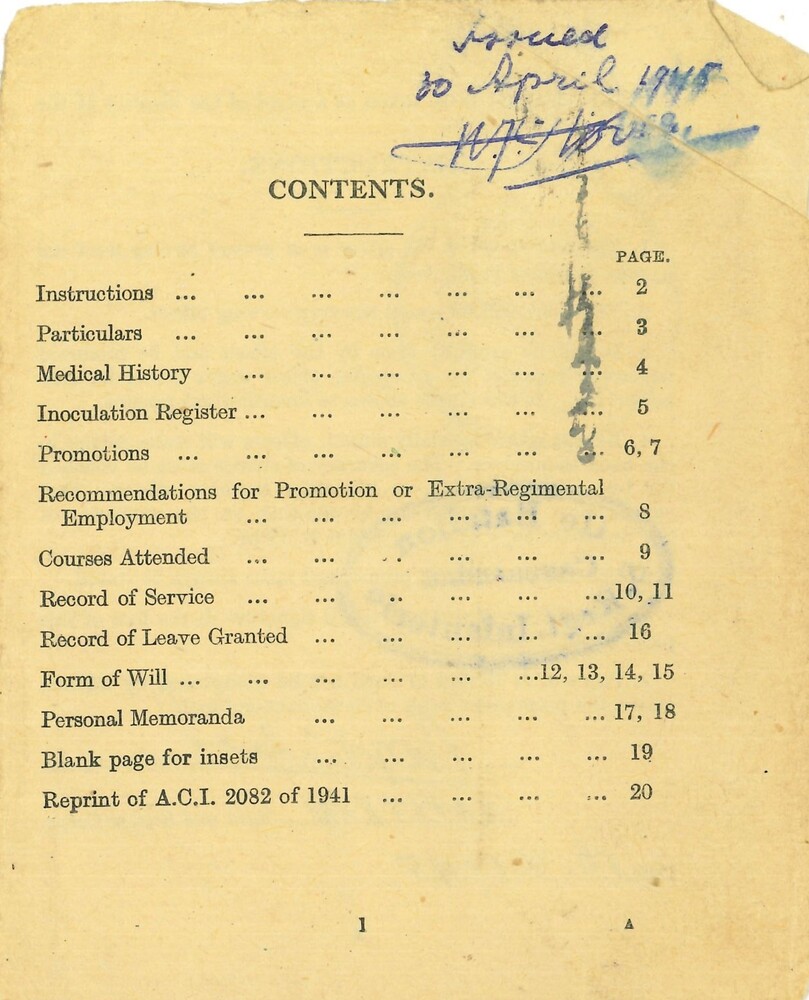 issued
30 April 1945
CONTENTS.
PAGE.
Instructions ... ... ... ... ... ... ... 2
Particulars ... ... ... ... ... ... ... 3
Medical History ... ... ... ... ... ... 4
Inoculation Register ... ... ... ... ... ... 5
Promotions ... ... ... ... ... ... ... 6, 7
Recommendations for Promotion or Extra-Regimental
Employment ... ... ... ... ... ... 8
Courses Attended ... ... ... ... ... ... 9
Record of Service ... ... ... ... ... ... 10, 11
Record of Leave Granted ... ... ... ... ... 16
Form of Will ... ... ... ... ... ...12, 13, 14, 15
Personal Memoranda ... ... ... ... ... 17, 18
Blank page for insets ... ... ... ... ... 19
Reprint of A.C.I. 2082 of 1941 ... ... ... ... 20
1 A